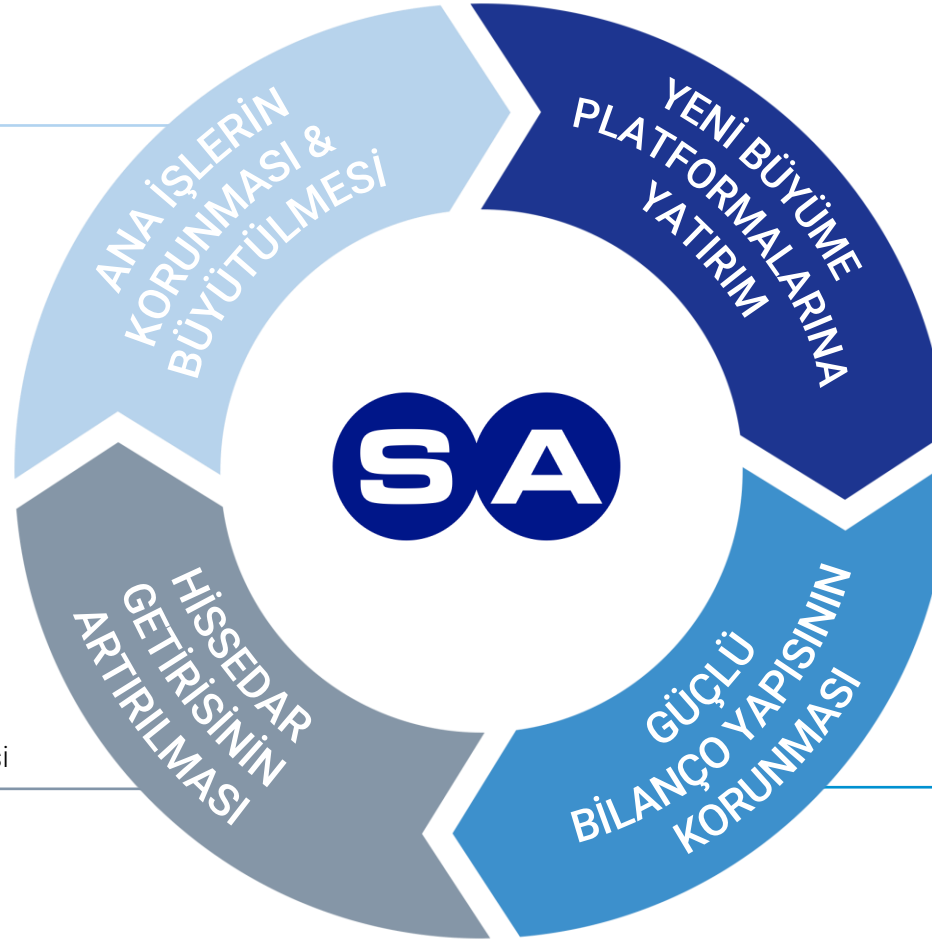 ANA İŞLERİN
KORUNMASI &
BÜYÜTÜLMESİ
YENİ BÜYÜME
PLATFORMALARINA
YATIRIM
SA
HİSSEDAR
GETİRİSİNİN
ARTIRILMASI
GÜÇLÜ
BİLANÇO YAPISININ
KORUNMASI
si